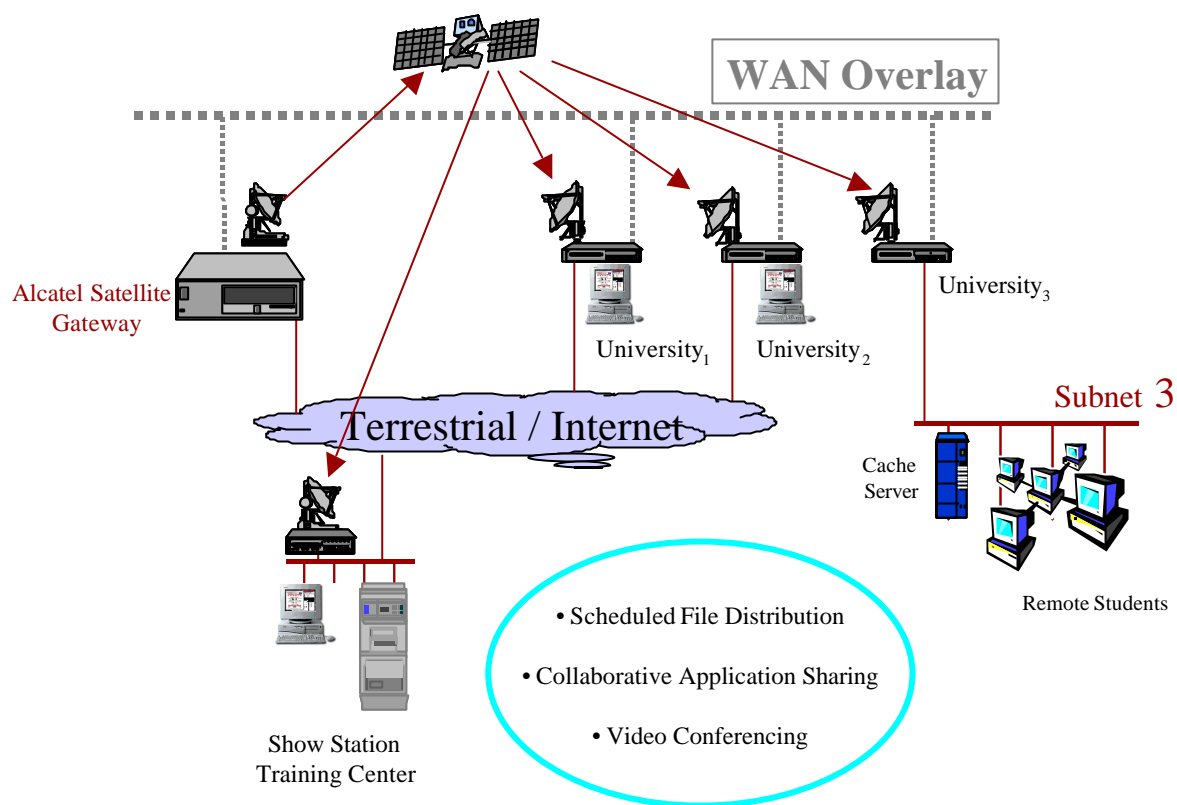 WAN Overlay
Alcatel Satellite
Gateway
University₃
University₁
University₂
Subnet 3
Terrestrial / Internet
Cache
Server
Remote Students
• Scheduled File Distribution
• Collaborative Application Sharing
• Video Conferencing
Show Station
Training Center